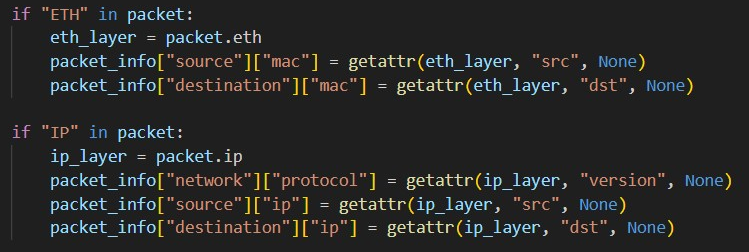 if "ETH" in packet:
    eth_layer = packet.eth
    packet_info["source"]["mac"] = getattr(eth_layer, "src", None)
    packet_info["destination"]["mac"] = getattr(eth_layer, "dst", None)

if "IP" in packet:
    ip_layer = packet.ip
    packet_info["network"]["protocol"] = getattr(ip_layer, "version", None)
    packet_info["source"]["ip"] = getattr(ip_layer, "src", None)
    packet_info["destination"]["ip"] = getattr(ip_layer, "dst", None)